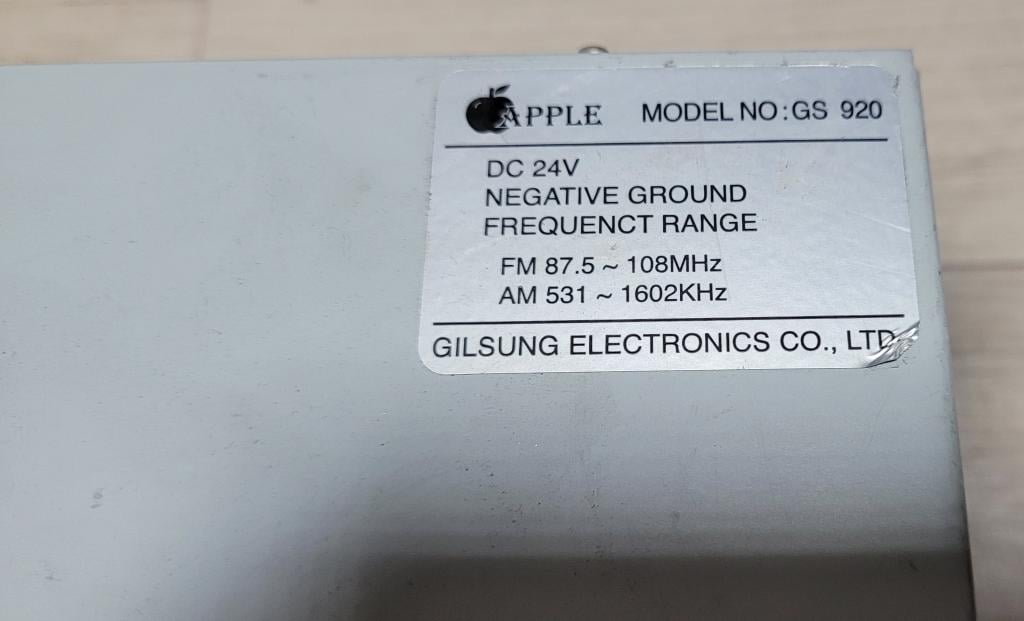 APPLE MODEL NO:GS 920
DC 24V
NEGATIVE GROUND
FREQUENCT RANGE
FM 87.5 ~ 108MHz
AM 531 ~ 1602KHz
GILSUNG ELECTRONICS CO., LTD.